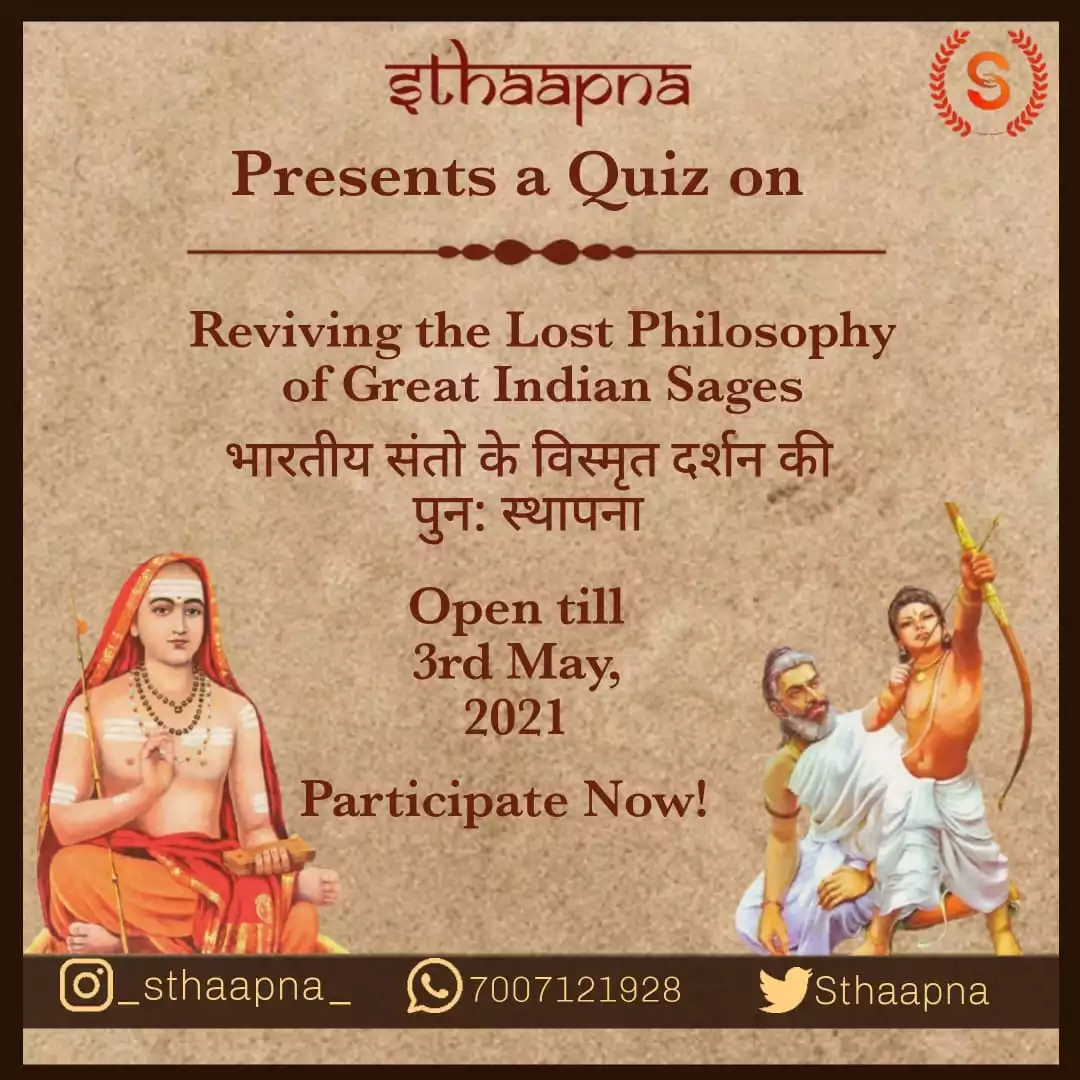 sthaapna
S
Presents a Quiz on
Reviving the Lost Philosophy
of Great Indian Sages
भारतीय संतो के विस्मृत दर्शन की
पुन: स्थापना
Open till
3rd May,
2021
Participate Now!
_sthaapna_ 7007121928 Sthaapna